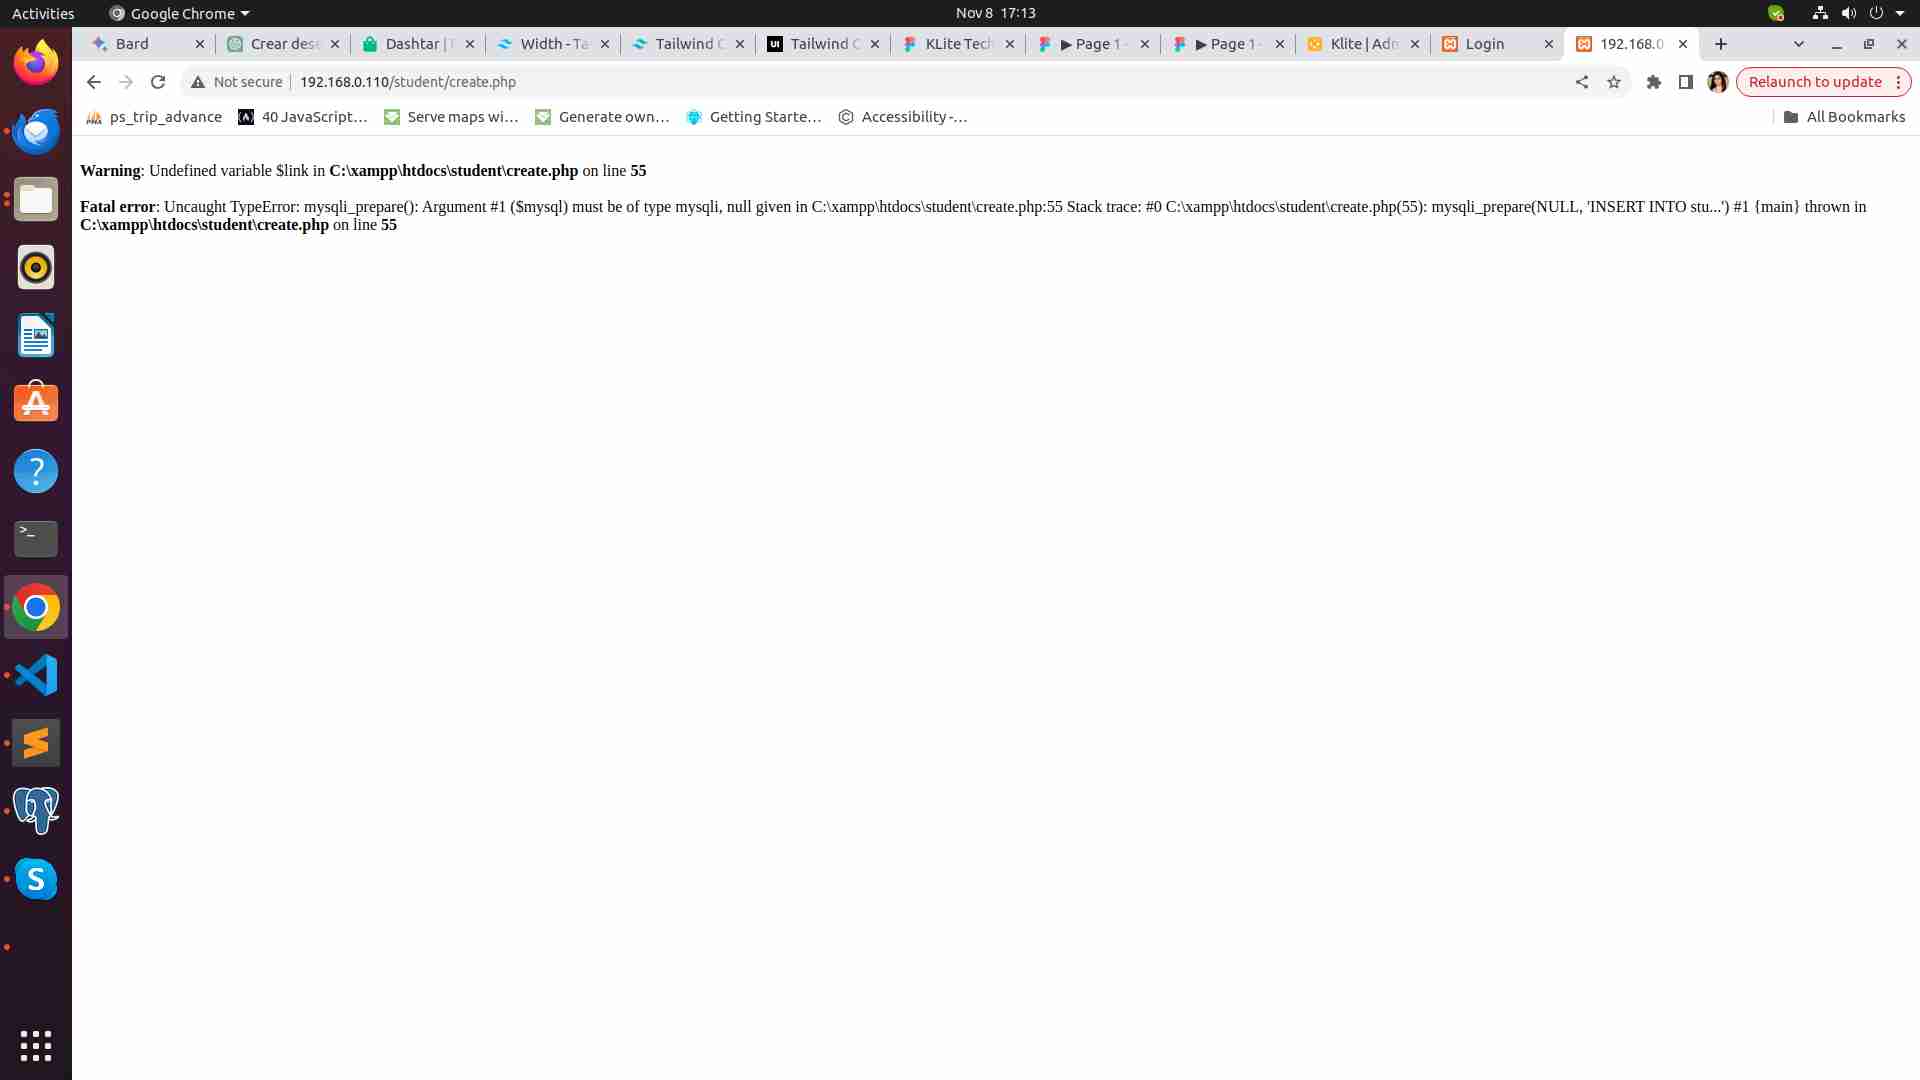 Activities Google Chrome Nov 8 17:13
Bard Crear dese Dashtar | T Width - Ta Tailwind C UI Tailwind C KLite Tech ▶ Page 1 - ▶ Page 1 - Klite | Adm Login 192.168.0
Not secure 192.168.0.110/student/create.php Relaunch to update
ps_trip_advance 40 JavaScript… Serve maps wi… Generate own… Getting Starte… Accessibility -… All Bookmarks
Warning: Undefined variable $link in C:\xampp\htdocs\student\create.php on line 55
Fatal error: Uncaught TypeError: mysqli_prepare(): Argument #1 ($mysql) must be of type mysqli, null given in C:\xampp\htdocs\student\create.php:55 Stack trace: #0 C:\xampp\htdocs\student\create.php(55): mysqli_prepare(NULL, 'INSERT INTO stu...') #1 {main} thrown in
C:\xampp\htdocs\student\create.php on line 55